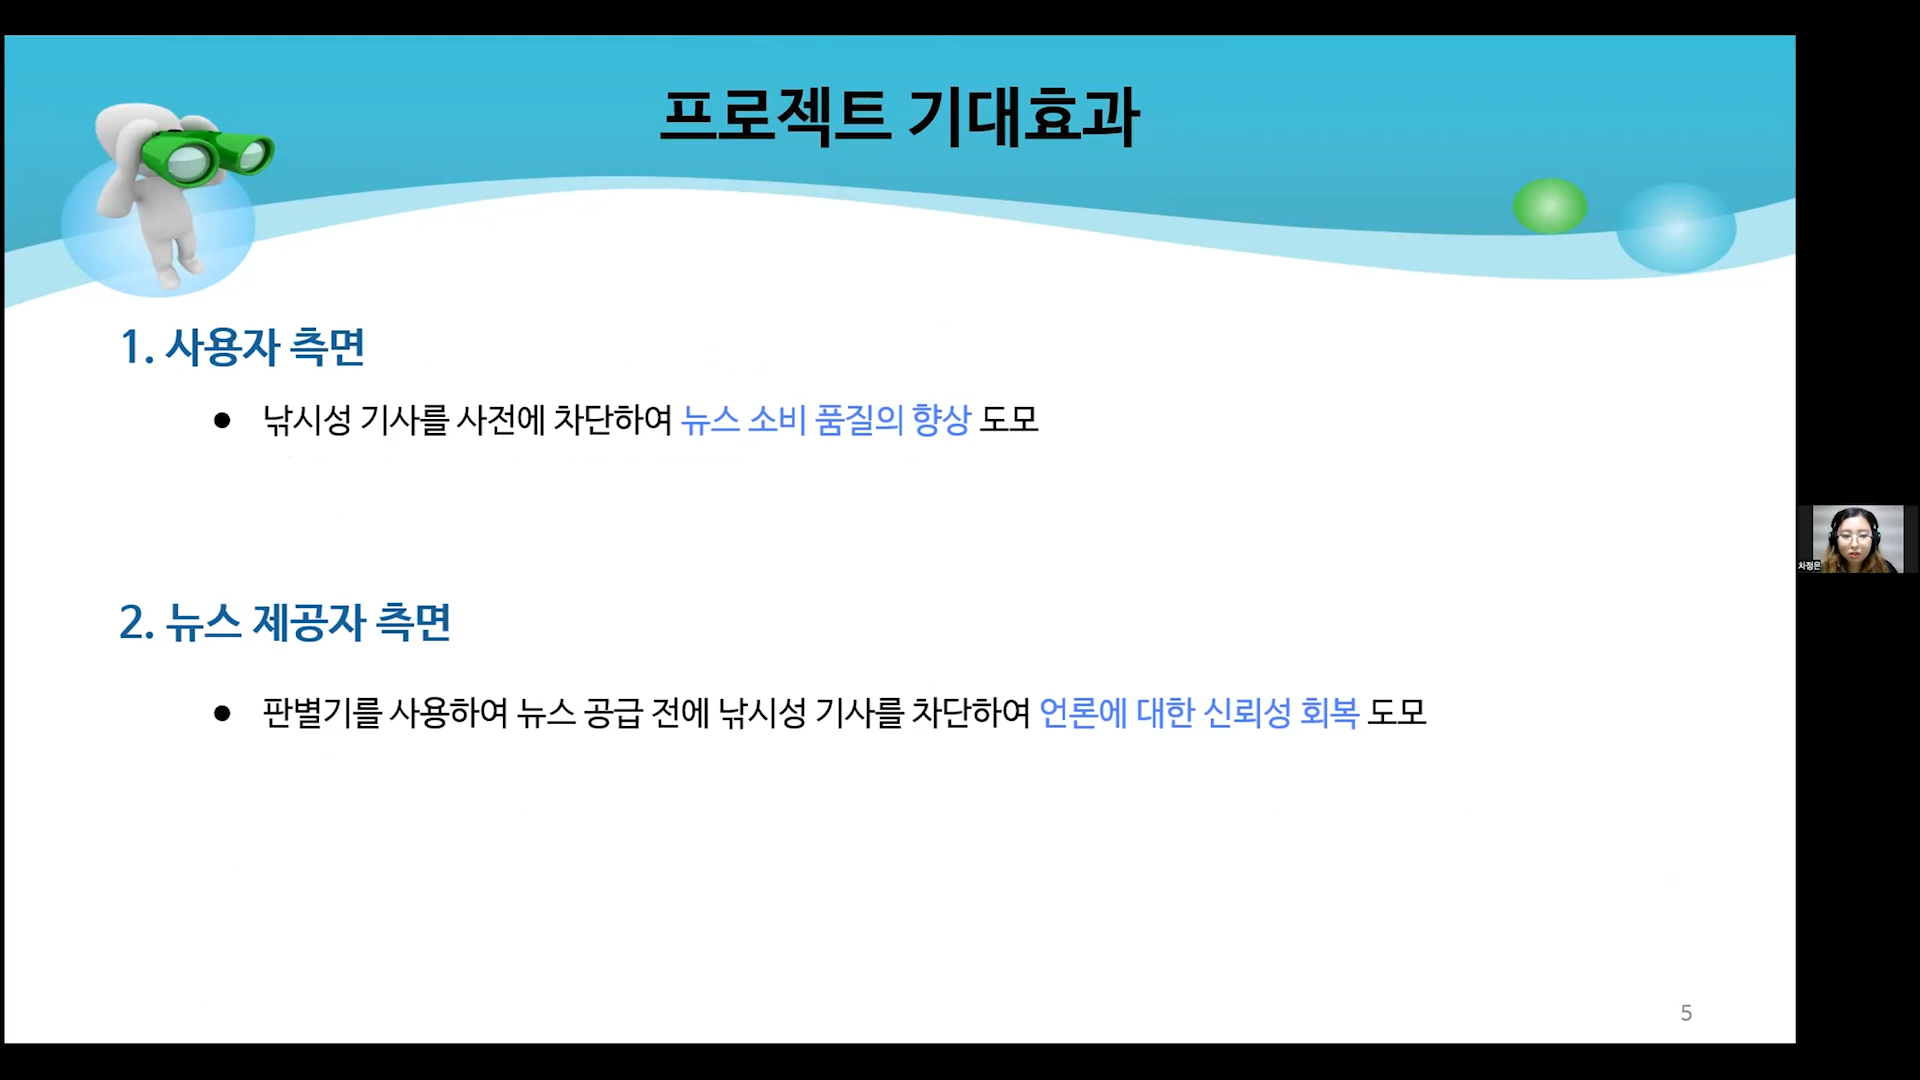 프로젝트 기대효과
1. 사용자 측면
● 낚시성 기사를 사전에 차단하여 뉴스 소비 품질의 향상 도모
2. 뉴스 제공자 측면
● 판별기를 사용하여 뉴스 공급 전에 낚시성 기사를 차단하여 언론에 대한 신뢰성 회복 도모
차정은
5